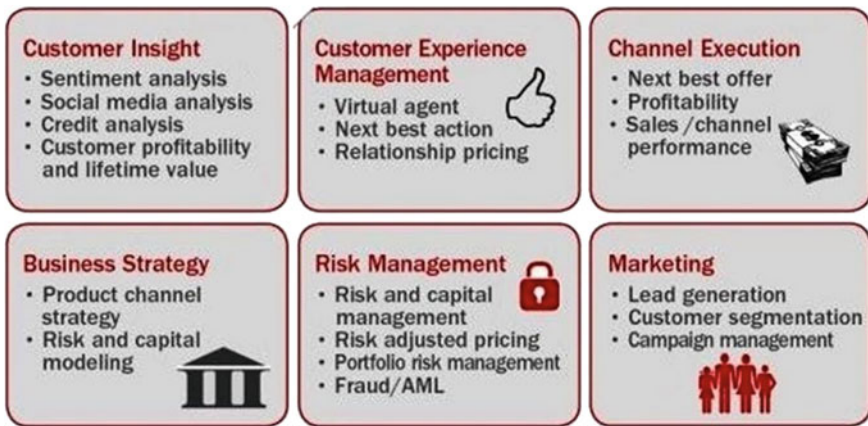 Customer Insight
• Sentiment analysis
• Social media analysis
• Credit analysis
• Customer profitability
and lifetime value
Customer Experience
Management
• Virtual agent
• Next best action
• Relationship pricing
Channel Execution
• Next best offer
• Profitability
• Sales/channel
performance
Business Strategy
• Product channel
strategy
• Risk and capital
modeling
Risk Management
• Risk and capital
management
• Risk adjusted pricing
• Portfolio risk management
• Fraud/AML
Marketing
• Lead generation
• Customer segmentation
• Campaign management